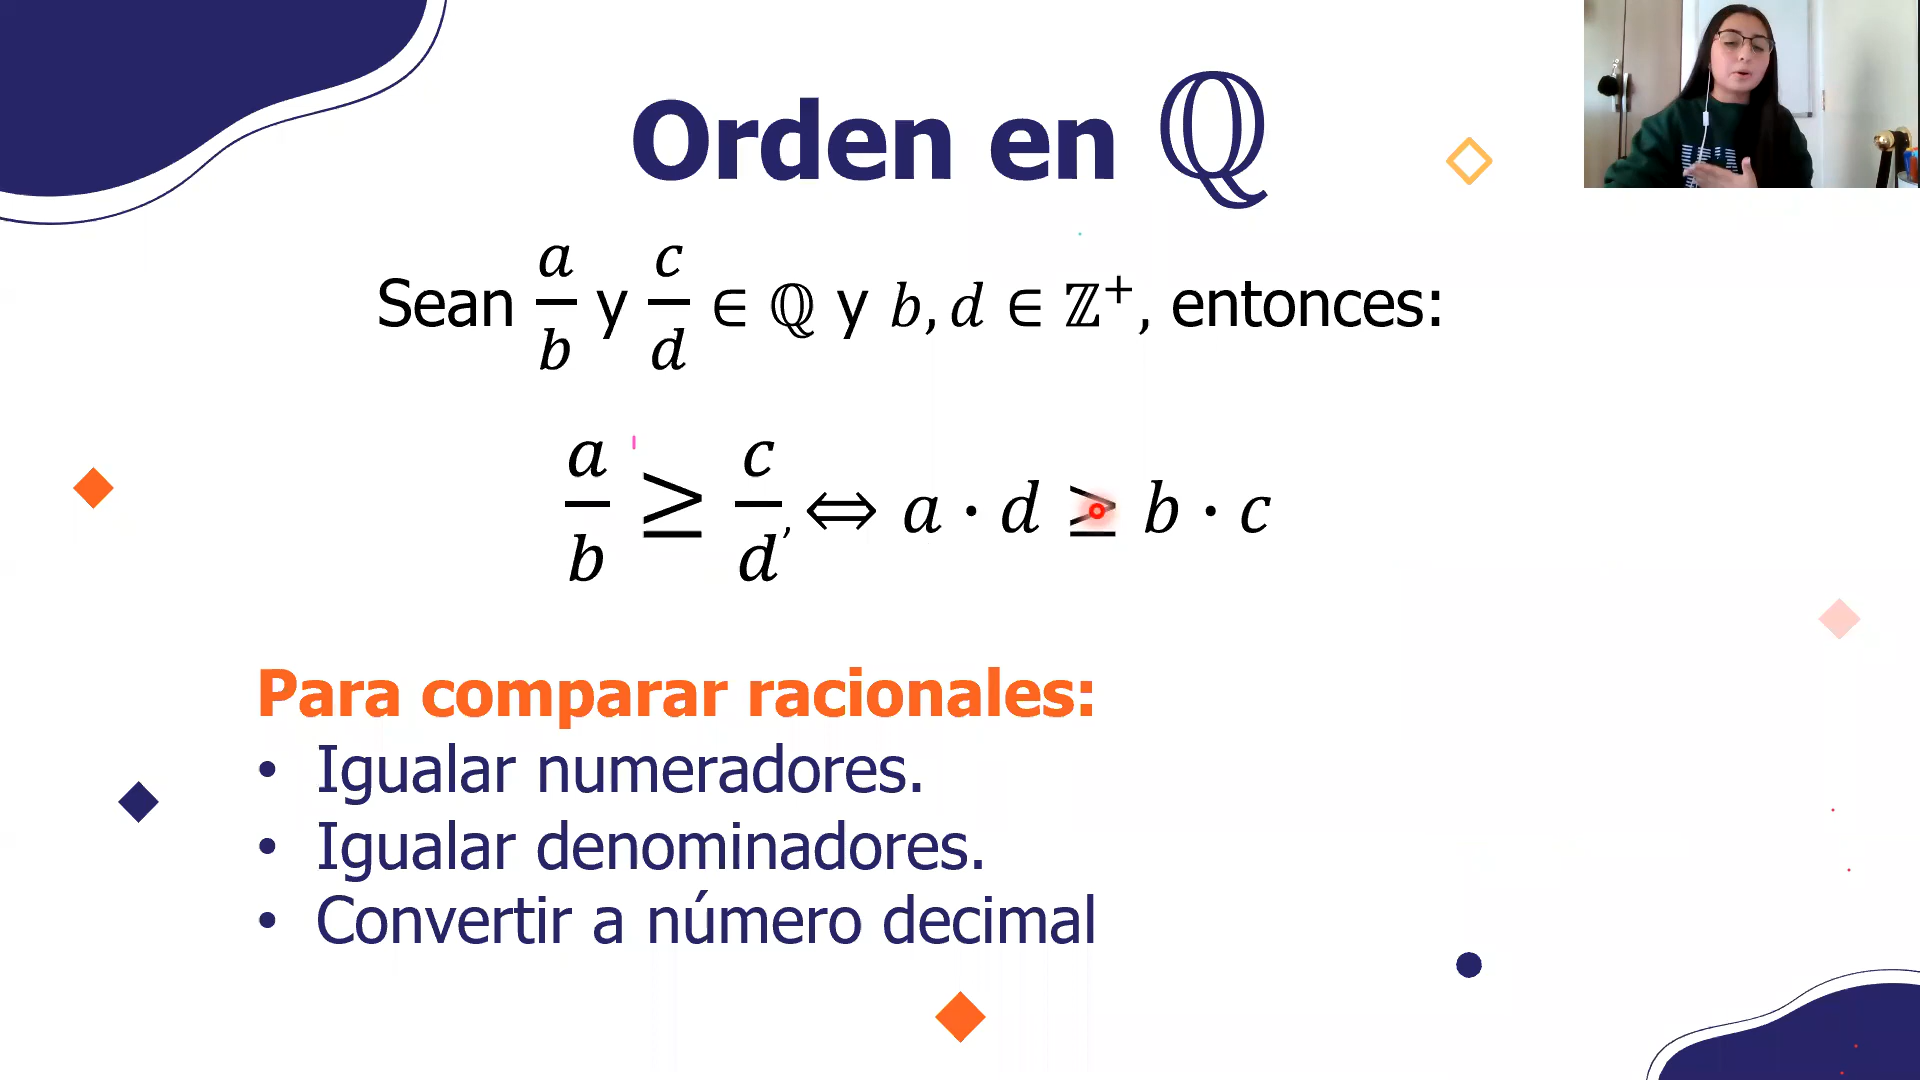 Orden en ℚ
Sean a/b y c/d ∈ ℚ y b, d ∈ ℤ⁺, entonces:
a/b ≥ c/d, ⇔ a · d ≥ b · c
Para comparar racionales:
• Igualar numeradores.
• Igualar denominadores.
• Convertir a número decimal